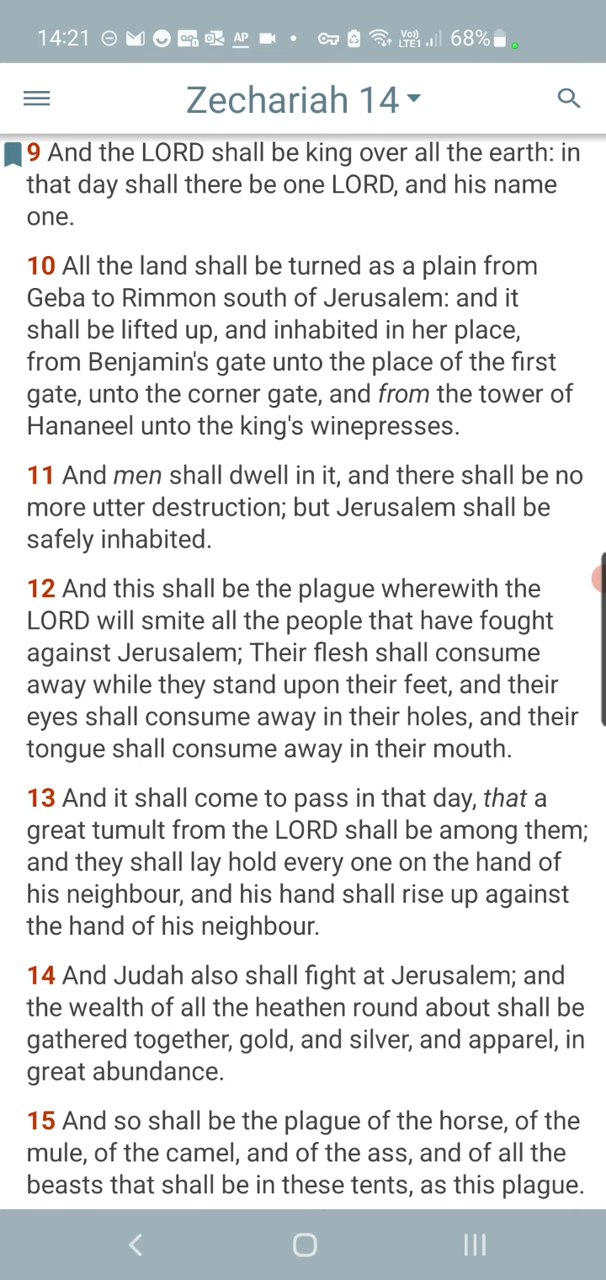 14:21 AP Vo)) LTE1 68%
Zechariah 14
9 And the LORD shall be king over all the earth: in
that day shall there be one LORD, and his name
one.
10 All the land shall be turned as a plain from
Geba to Rimmon south of Jerusalem: and it
shall be lifted up, and inhabited in her place,
from Benjamin's gate unto the place of the first
gate, unto the corner gate, and from the tower of
Hananeel unto the king's winepresses.
11 And men shall dwell in it, and there shall be no
more utter destruction; but Jerusalem shall be
safely inhabited.
12 And this shall be the plague wherewith the
LORD will smite all the people that have fought
against Jerusalem; Their flesh shall consume
away while they stand upon their feet, and their
eyes shall consume away in their holes, and their
tongue shall consume away in their mouth.
13 And it shall come to pass in that day, that a
great tumult from the LORD shall be among them;
and they shall lay hold every one on the hand of
his neighbour, and his hand shall rise up against
the hand of his neighbour.
14 And Judah also shall fight at Jerusalem; and
the wealth of all the heathen round about shall be
gathered together, gold, and silver, and apparel, in
great abundance.
15 And so shall be the plague of the horse, of the
mule, of the camel, and of the ass, and of all the
beasts that shall be in these tents, as this plague.